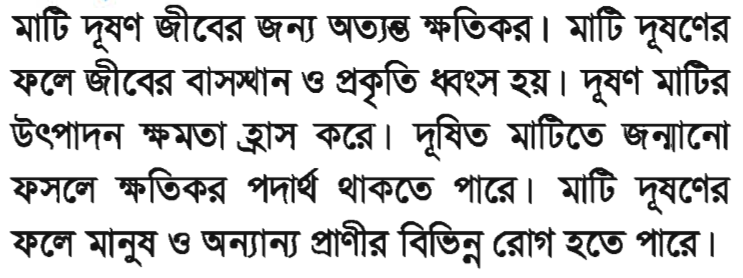 মাটি দূষণ জীবের জন্য অত্যন্ত ক্ষতিকর। মাটি দূষণের
ফলে জীবের বাসস্থান ও প্রকৃতি ধ্বংস হয়। দূষণ মাটির
উৎপাদন ক্ষমতা হ্রাস করে। দূষিত মাটিতে জন্মানো
ফসলে ক্ষতিকর পদার্থ থাকতে পারে। মাটি দূষণের
ফলে মানুষ ও অন্যান্য প্রাণীর বিভিন্ন রোগ হতে পারে।